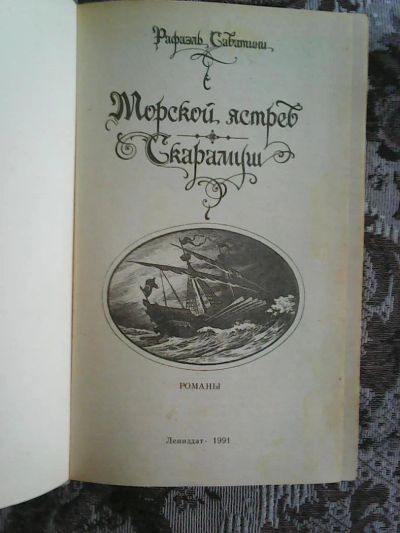 Рафаэль Сабатини
Морской ястреб
Скарамуш
РОМАНЫ
Лениздат · 1991